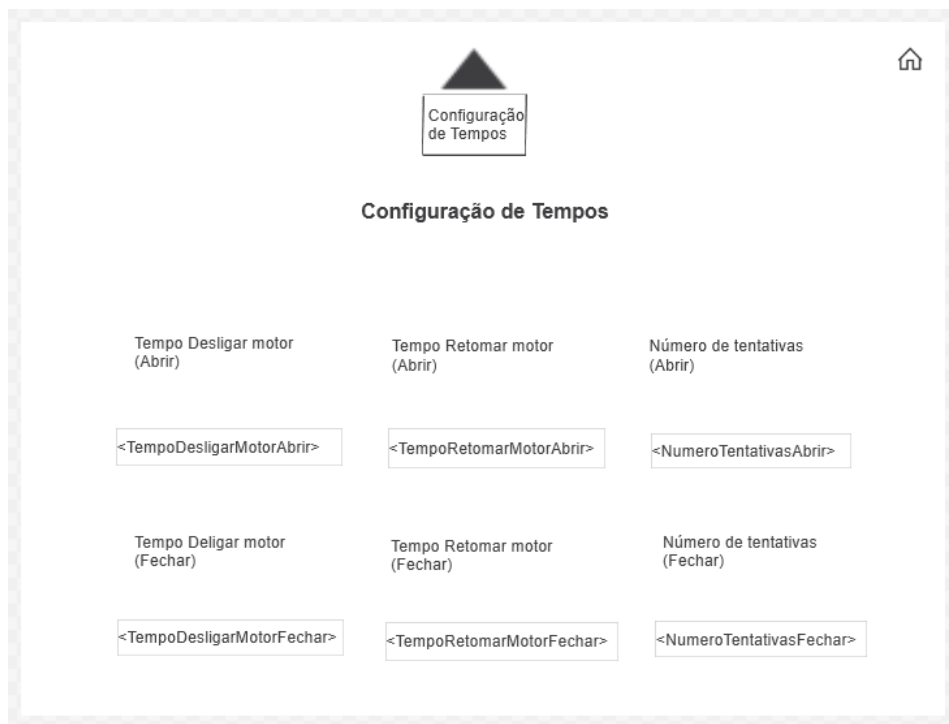 Configuração
de Tempos
Configuração de Tempos
Tempo Desligar motor
(Abrir)
Tempo Retomar motor
(Abrir)
Número de tentativas
(Abrir)
<TempoDesligarMotorAbrir>
<TempoRetomarMotorAbrir>
<NumeroTentativasAbrir>
Tempo Deligar motor
(Fechar)
Tempo Retomar motor
(Fechar)
Número de tentativas
(Fechar)
<TempoDesligarMotorFechar>
<TempoRetomarMotorFechar>
<NumeroTentativasFechar>